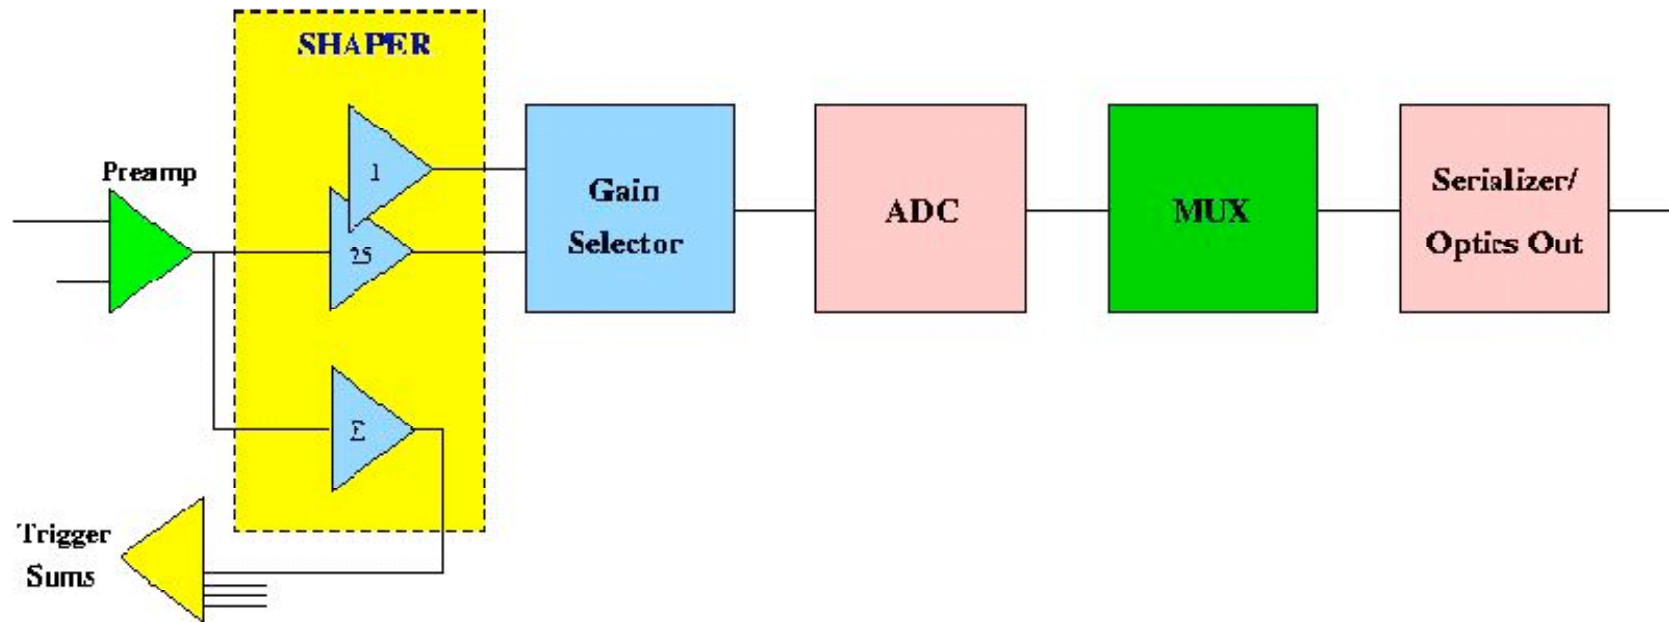 SHAPER
Preamp
1
25
Σ
Gain
Selector
ADC
MUX
Serializer/
Optics Out
Trigger
Sums